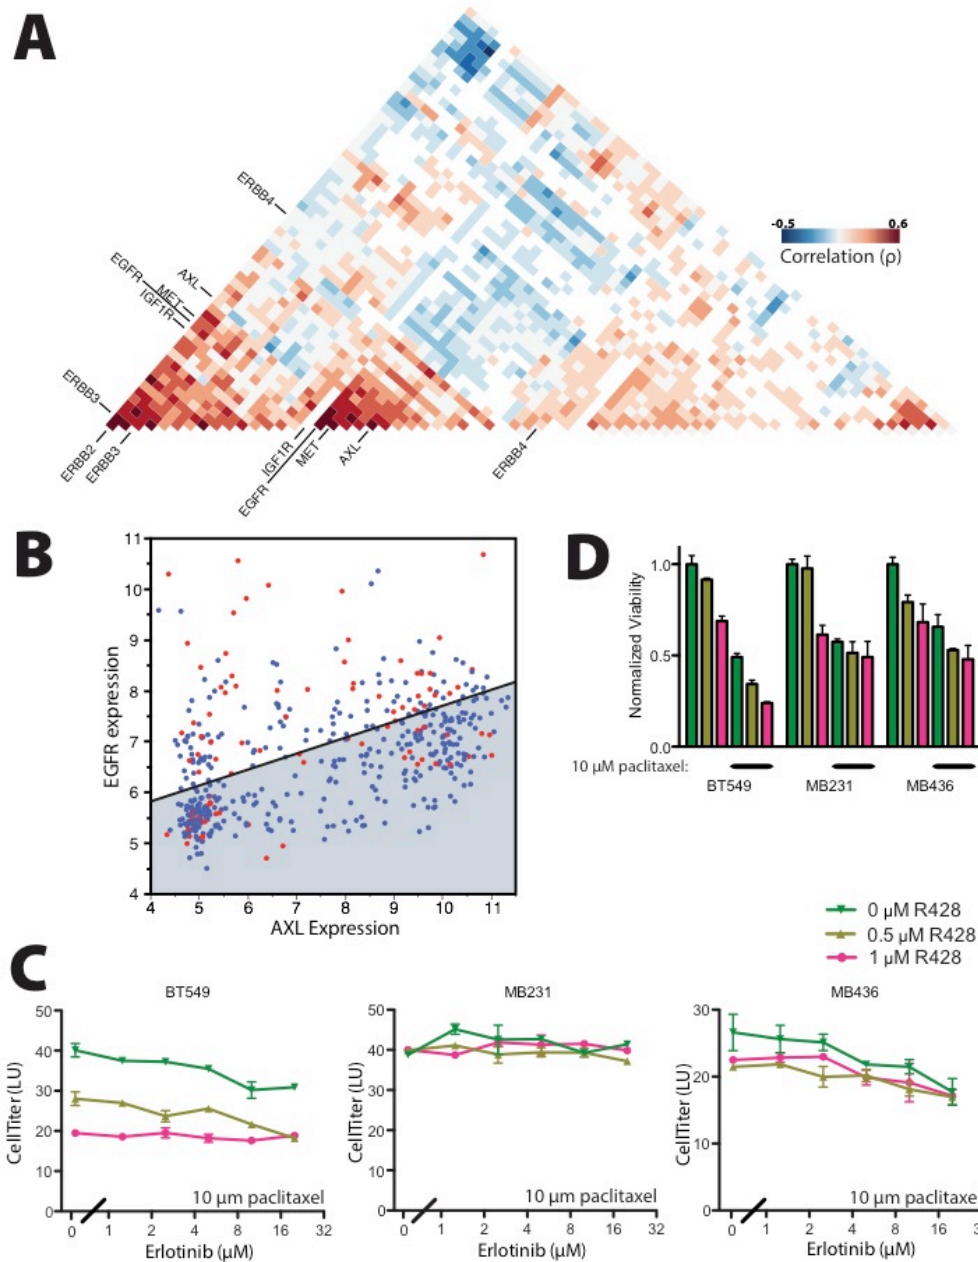 A
ERBB4
AXL
MET
EGFR
IGF1R
ERBB3
ERBB2
ERBB3
IGF1R
EGFR
MET
AXL
ERBB4
-0.5 0.6
Correlation (ρ)
B
EGFR expression
11
10
9
8
7
6
5
4
4 5 6 7 8 9 10 11
AXL Expression
D
Normalized Viability
1.0
0.5
0.0
10 µM paclitaxel:
BT549 MB231 MB436
0 µM R428
0.5 µM R428
1 µM R428
C
BT549
CellTiter (LU)
50
40
30
20
10
0
10 µm paclitaxel
0 1 2 4 8 16 32
Erlotinib (µM)
MB231
CellTiter (LU)
50
40
30
20
10
0
10 µm paclitaxel
0 1 2 4 8 16 32
Erlotinib (µM)
MB436
CellTiter (LU)
30
20
10
0
10 µm paclitaxel
0 1 2 4 8 16
Erlotinib (µM)